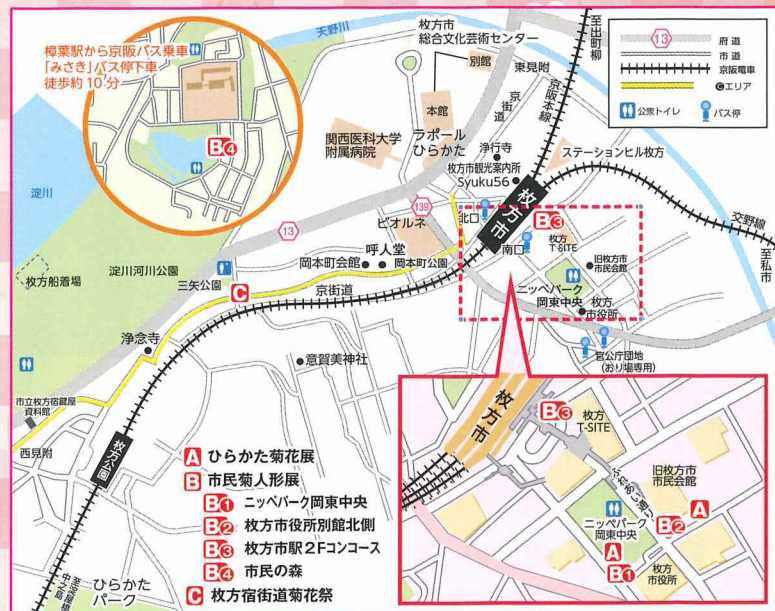 樟葉駅から京阪バス乗車
「みさき」バス停下車
徒歩約10分
B4
天野川
枚方市
総合文化芸術センター
別館
本館
関西医科大学
附属病院
ラポール
ひらかた
東見附
京街道
京阪本線
至出町柳
13
府道
市道
京阪電車
Cエリア
公衆トイレ
バス停
浄行寺
枚方市観光案内所
Syuku56
ステーションヒル枚方
枚方市
交野線
至私市
139
北口
南口
B3
枚方
T-SITE
旧枚方市
市民会館
ニッペパーク
岡東中央
枚方
市役所
官公庁団地
(おり場専用)
13
ビオルネ
呼人堂
岡本町会館
岡本町公園
京街道
淀川
枚方船着場
淀川河川公園
三矢公園
C
浄念寺
意賀美神社
市立枚方宿鍵屋
資料館
西見附
枚方公園
ひらかた
パーク
至淀屋橋
中之島
A ひらかた菊花展
B 市民菊人形展
B1 ニッペパーク岡東中央
B2 枚方市役所別館北側
B3 枚方市駅2Fコンコース
B4 市民の森
C 枚方宿街道菊花祭
枚方市
B3
枚方
T-SITE
ふれあい通り
旧枚方市
市民会館
A
B2
ニッペパーク
岡東中央
A
B1
枚方
市役所